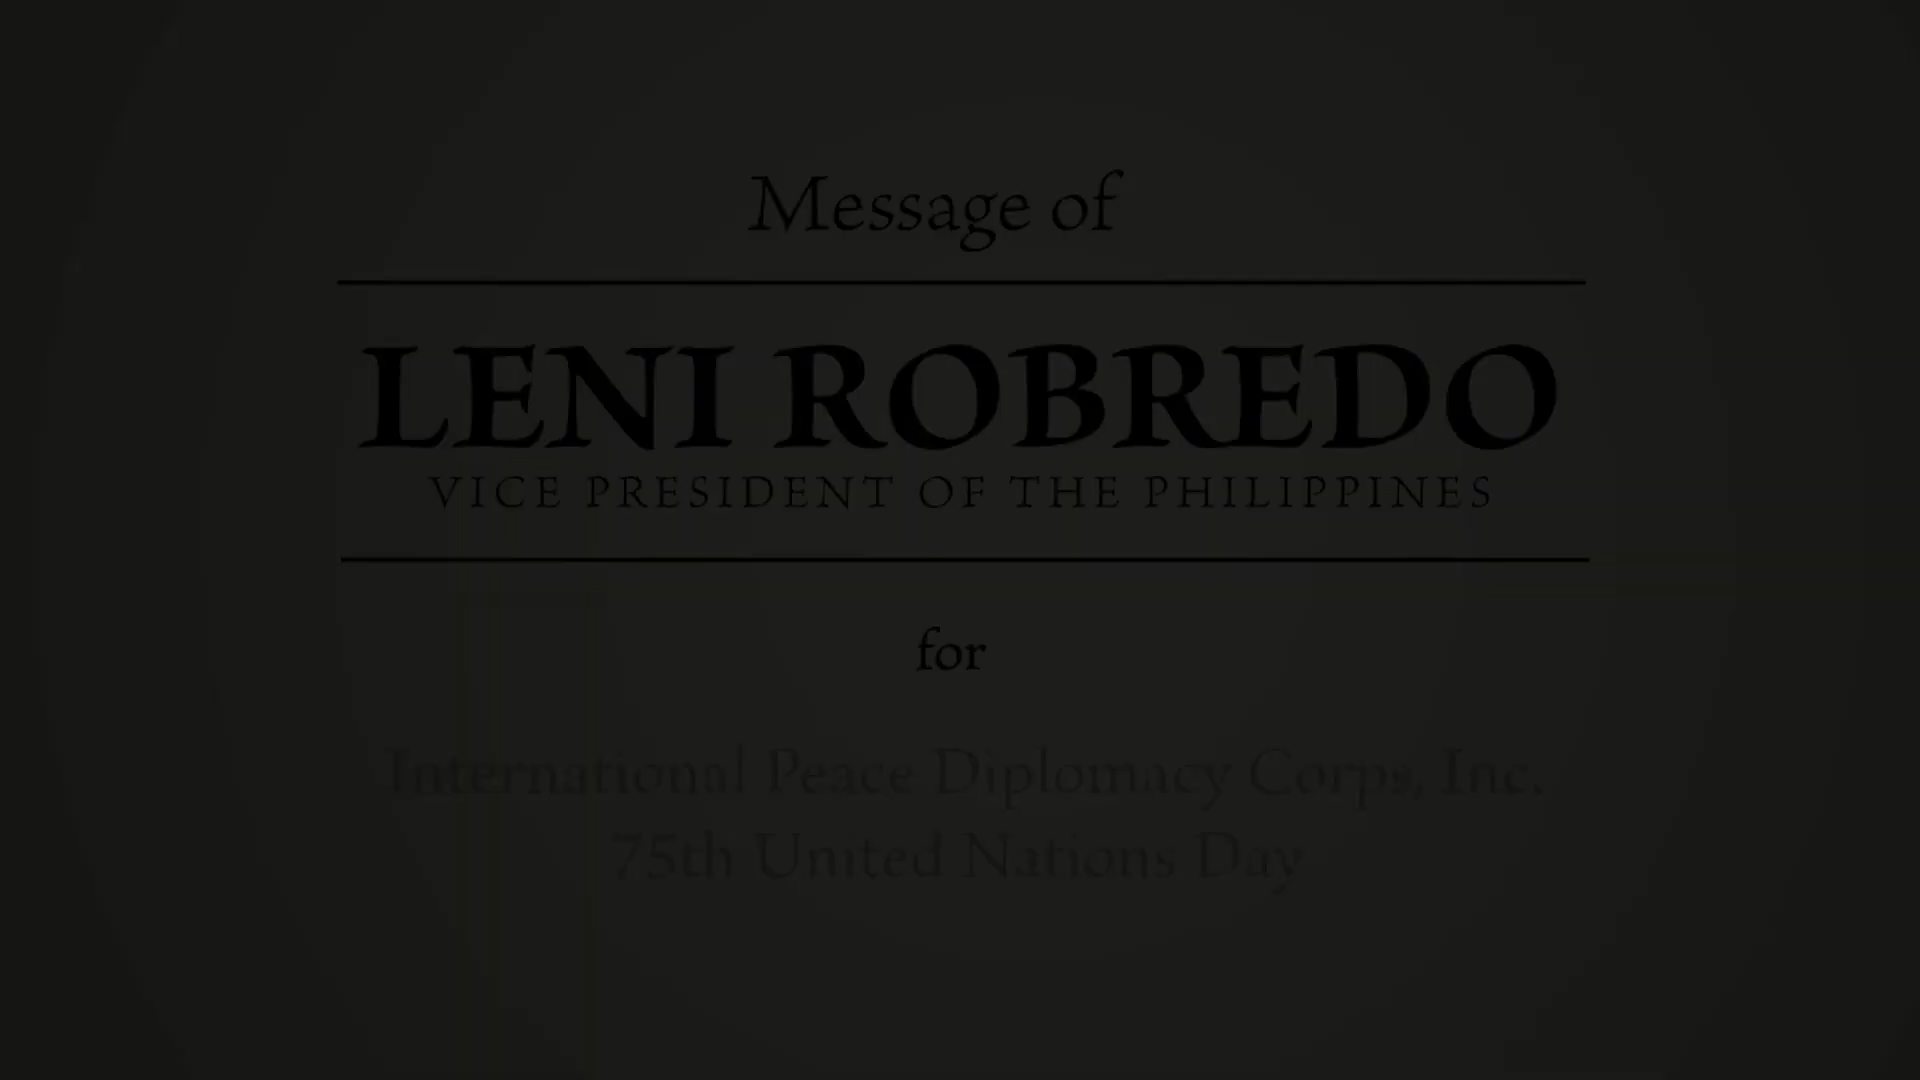 Message of
LENI ROBREDO
VICE PRESIDENT OF THE PHILIPPINES
for
International Peace Diplomacy Corps, Inc.
75th United Nations Day